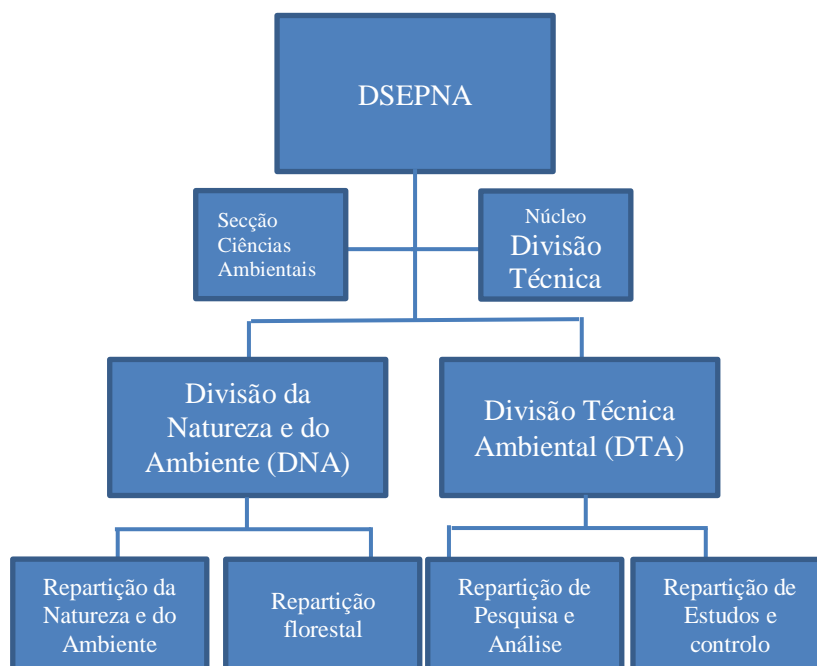 DSEPNA
Secção
Ciências
Ambientais
Núcleo
Divisão
Técnica
Divisão da
Natureza e do
Ambiente (DNA)
Divisão Técnica
Ambiental (DTA)
Repartição da
Natureza e do
Ambiente
Repartição
florestal
Repartição de
Pesquisa e
Análise
Repartição de
Estudos e
controlo